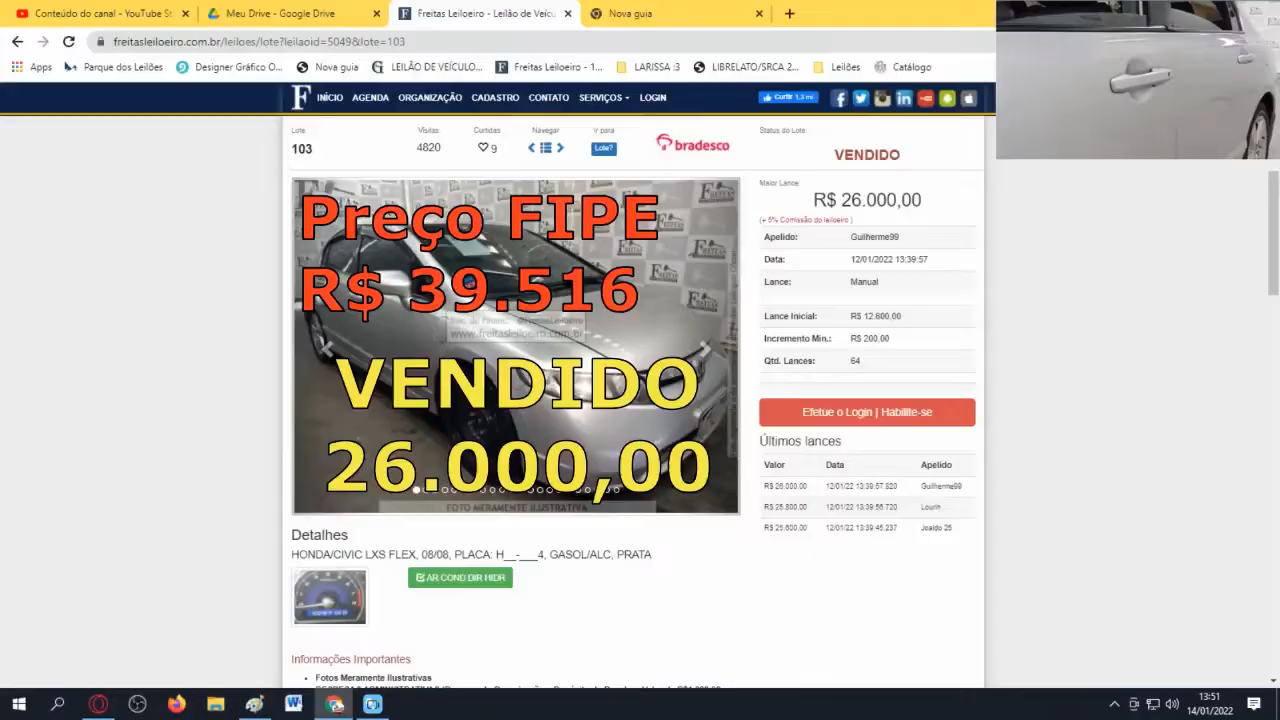 Conteúdo do canal - YouTube St
Meu Drive - Google Drive
Freitas Leiloeiro - Leilão de Veícu
Nova guia
freitasleiloeiro.com.br/leiloes/lote?leilaoid=5049&lote=103
Apps
Parque dos Leilões
Designer Gráfico O...
Nova guia
LEILÃO DE VEÍCULO...
Freitas Leiloeiro - 1...
LARISSA :3
LIBRELATO/SRCA 2...
Leilões
Catálogo
F INÍCIO AGENDA ORGANIZAÇÃO CADASTRO CONTATO SERVIÇOS LOGIN
Curtir 1,3 mi
Lote
Visitas
Curtidas
Navegar
Ir para
Status do Lote:
103
4820
9
Lote?
bradesco
VENDIDO
Maior Lance:
R$ 26.000,00
(+ 5% Comissão do leiloeiro )
Preço FIPE
R$ 39.516
VENDIDO
26.000,00
www.freitasleiloeiro.com.br
FOTO MERAMENTE ILUSTRATIVA
Apelido: Guilherme99
Data: 12/01/2022 13:39:57
Lance: Manual
Lance Inicial: R$ 12.600,00
Incremento Min.: R$ 200,00
Qtd. Lances: 64
Efetue o Login | Habilite-se
Últimos lances
Valor Data Apelido
R$ 26.000,00 12/01/22 13:39:57.820 Guilherme99
R$ 25.800,00 12/01/22 13:39:56.720 Lourin
R$ 25.600,00 12/01/22 13:39:45.237 Joaldo 25
Detalhes
HONDA/CIVIC LXS FLEX, 08/08, PLACA: H__-___4, GASOL/ALC, PRATA
AR COND DIR HIDR
Informações Importantes
Fotos Meramente Ilustrativas
13:51
14/01/2022